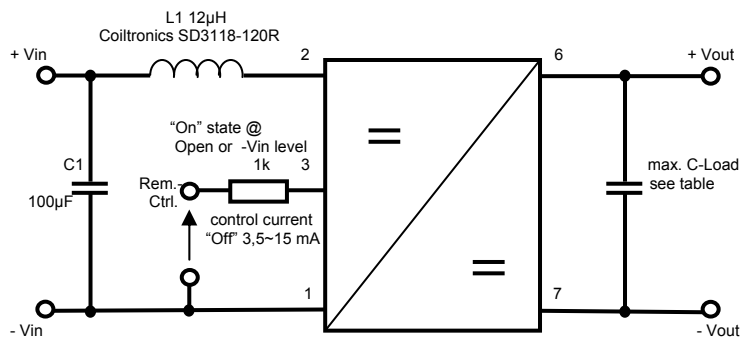 L1 12µH
Coiltronics SD3118-120R
+ Vin
2
6
+ Vout
“On” state @
Open or -Vin level
1k
3
C1
100µF
Rem.-
Ctrl.
control current
“Off” 3,5~15 mA
max. C-Load
see table
1
7
- Vin
- Vout